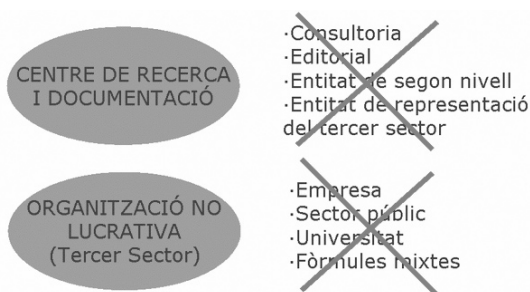 CENTRE DE RECERCA
I DOCUMENTACIÓ
·Consultoria
·Editorial
·Entitat de segon nivell
·Entitat de representació
del tercer sector
ORGANITZACIÓ NO
LUCRATIVA
(Tercer Sector)
·Empresa
·Sector públic
·Universitat
·Fòrmules mixtes